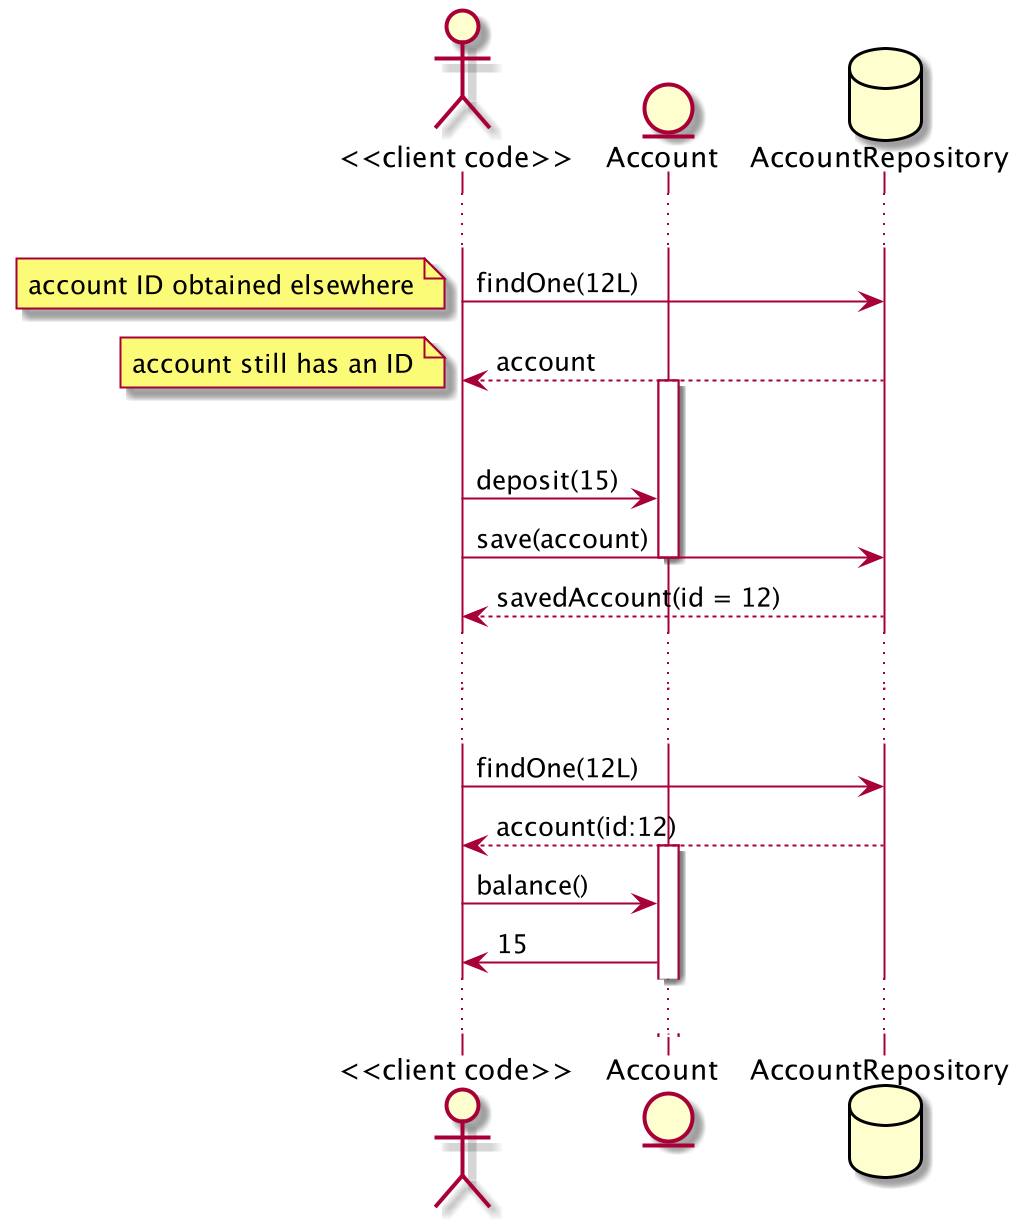 <<client code>>
Account
AccountRepository
account ID obtained elsewhere
findOne(12L)
account still has an ID
account
deposit(15)
save(account)
savedAccount(id = 12)
findOne(12L)
account(id:12)
balance()
15
<<client code>>
Account
AccountRepository